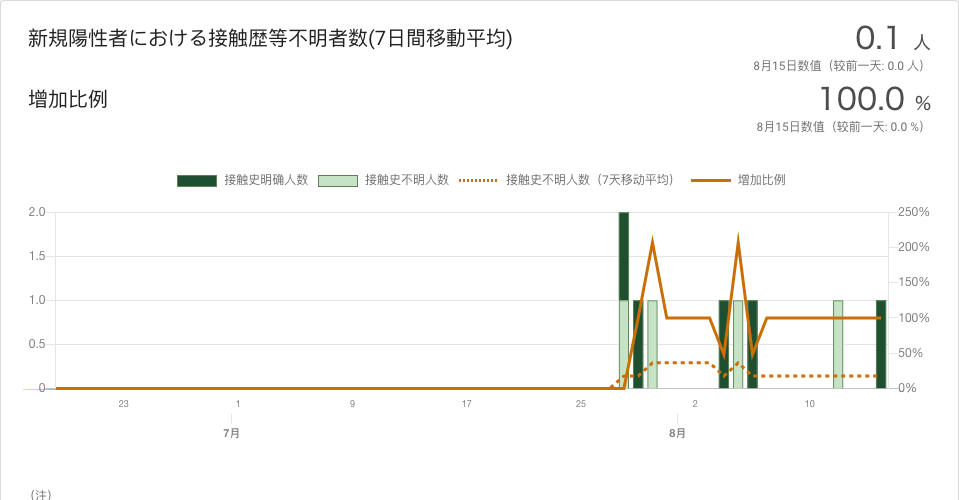 新規陽性者における接触歴等不明者数(7日間移動平均)
0.1 人
8月15日数值（较前一天: 0.0 人）
增加比例
100.0 %
8月15日数值（较前一天: 0.0 %）
接触史明确人数 接触史不明人数 接触史不明人数（7天移动平均） 增加比例
2.0 250%
200%
1.5
150%
1.0
100%
0.5
50%
0 0%
23 1 9 17 25 2 10
7月 8月
（注）